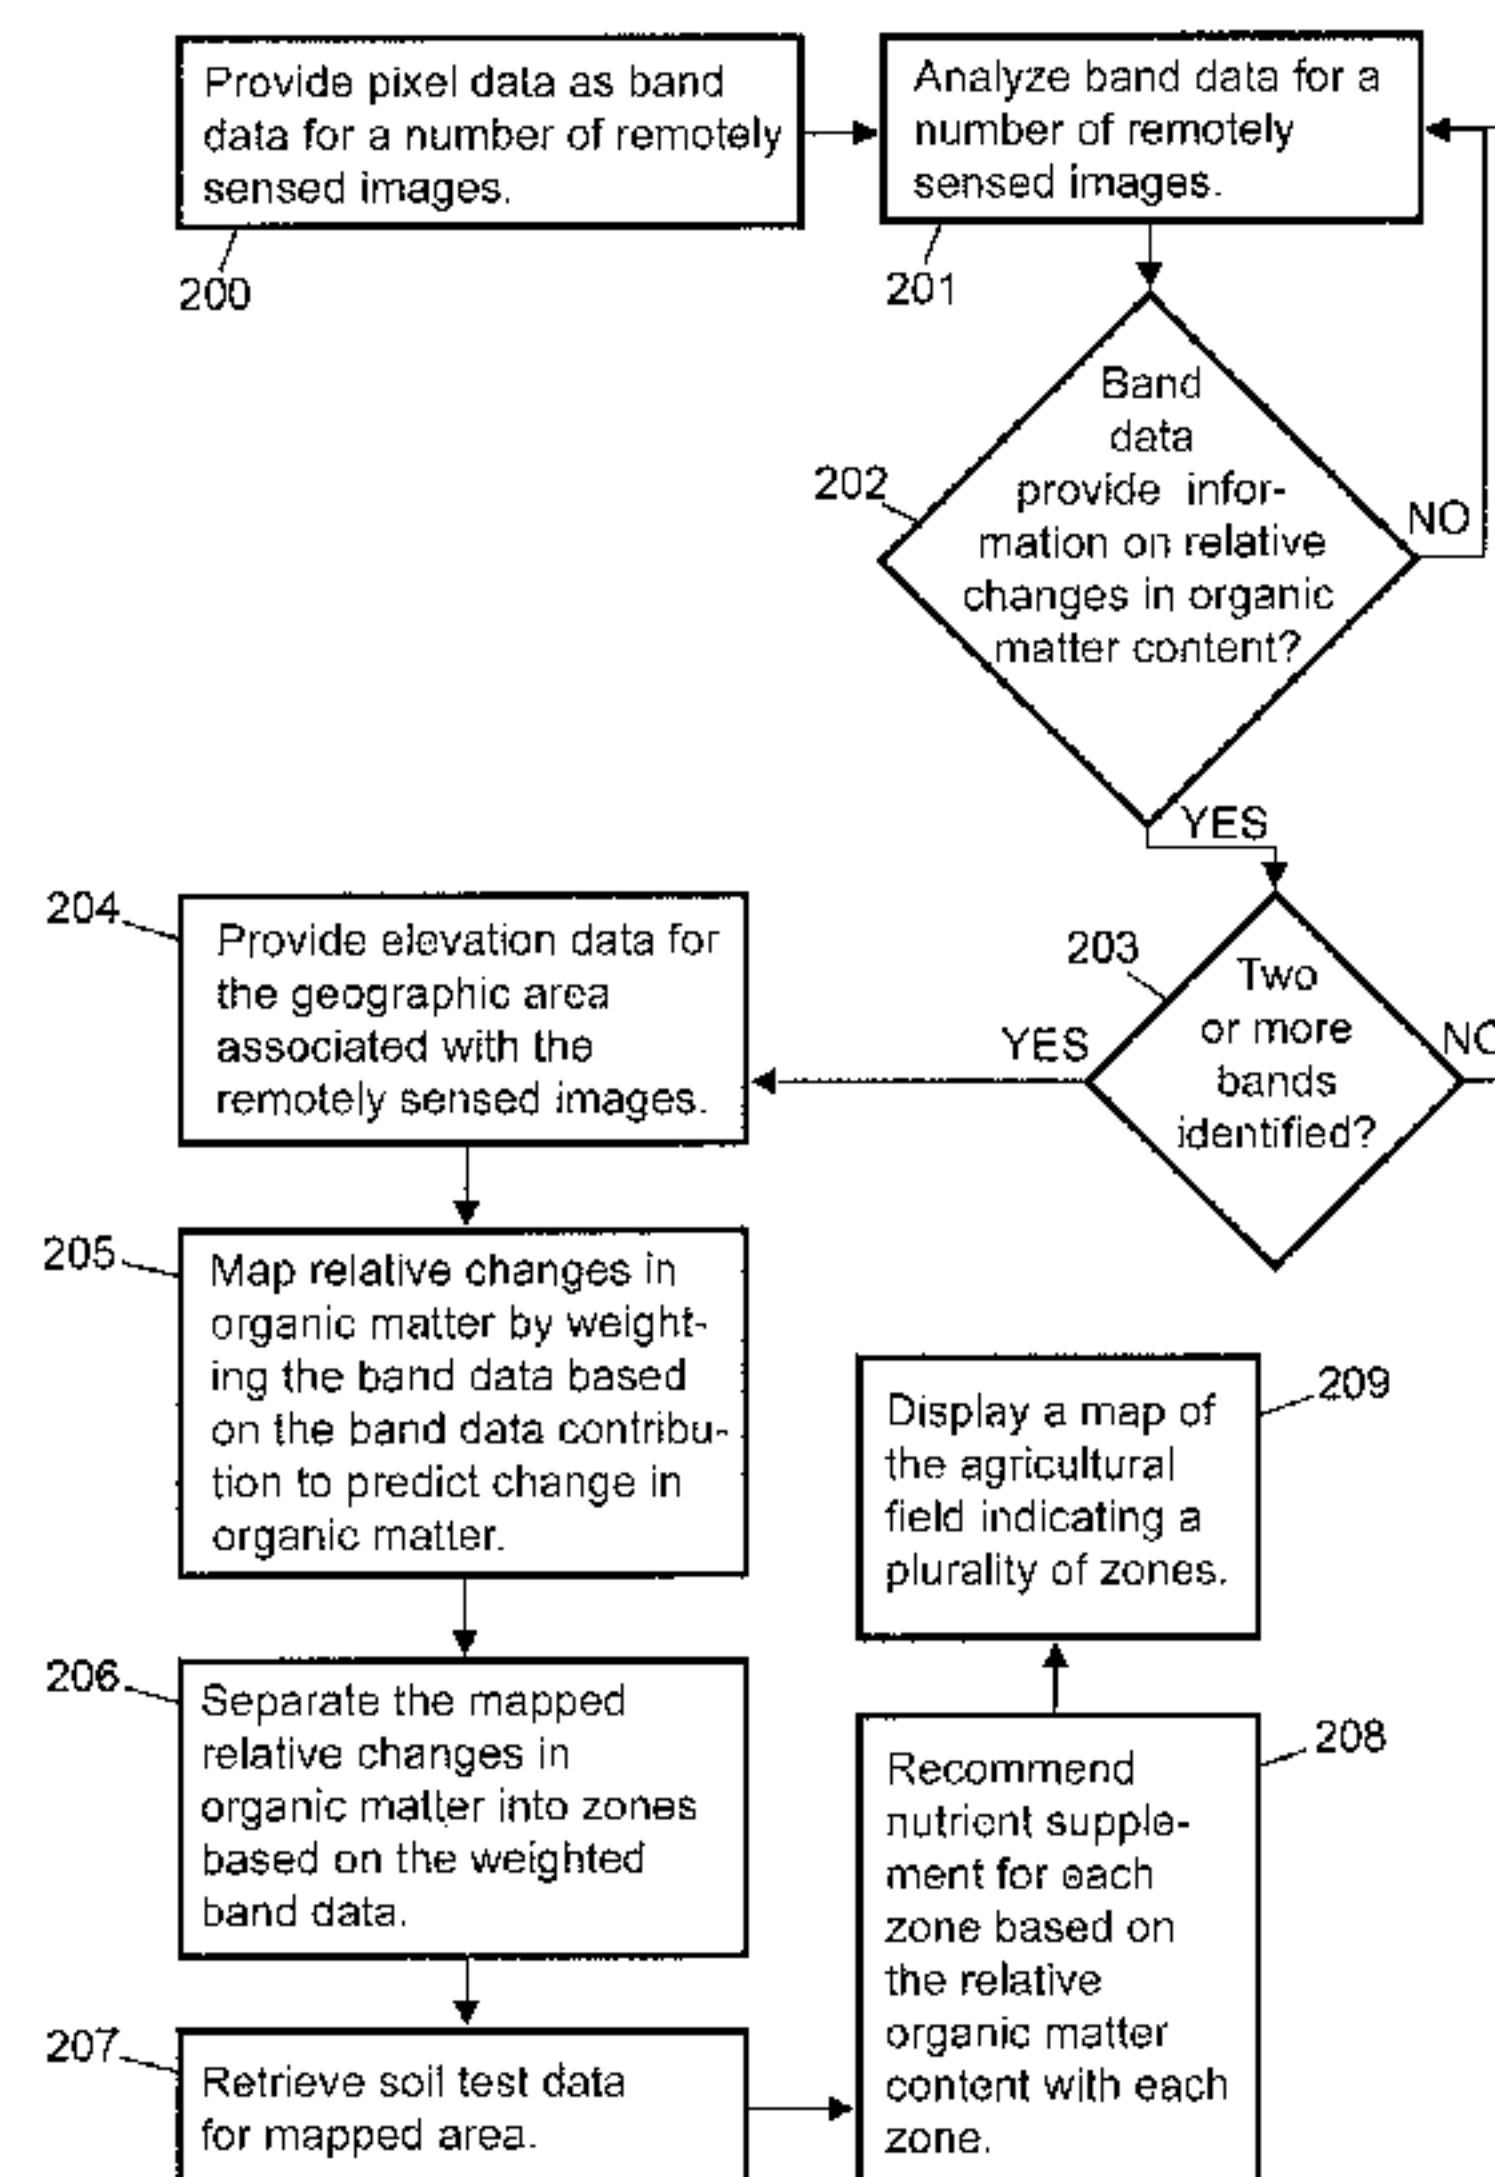 Provide pixel data as band
data for a number of remotely
sensed images.
200
Analyze band data for a
number of remotely
sensed images.
201
Band
data
provide infor-
mation on relative
changes in organic
matter content?
202
NO
YES
203
Two
or more
bands
identified?
YES
NO
204
Provide elevation data for
the geographic area
associated with the
remotely sensed images.
205
Map relative changes in
organic matter by weight-
ing the band data based
on the band data contribu-
tion to predict change in
organic matter.
206
Separate the mapped
relative changes in
organic matter into zones
based on the weighted
band data.
207
Retrieve soil test data
for mapped area.
208
Recommend
nutrient supple-
ment for each
zone based on
the relative
organic matter
content with each
zone.
209
Display a map of
the agricultural
field indicating a
plurality of zones.